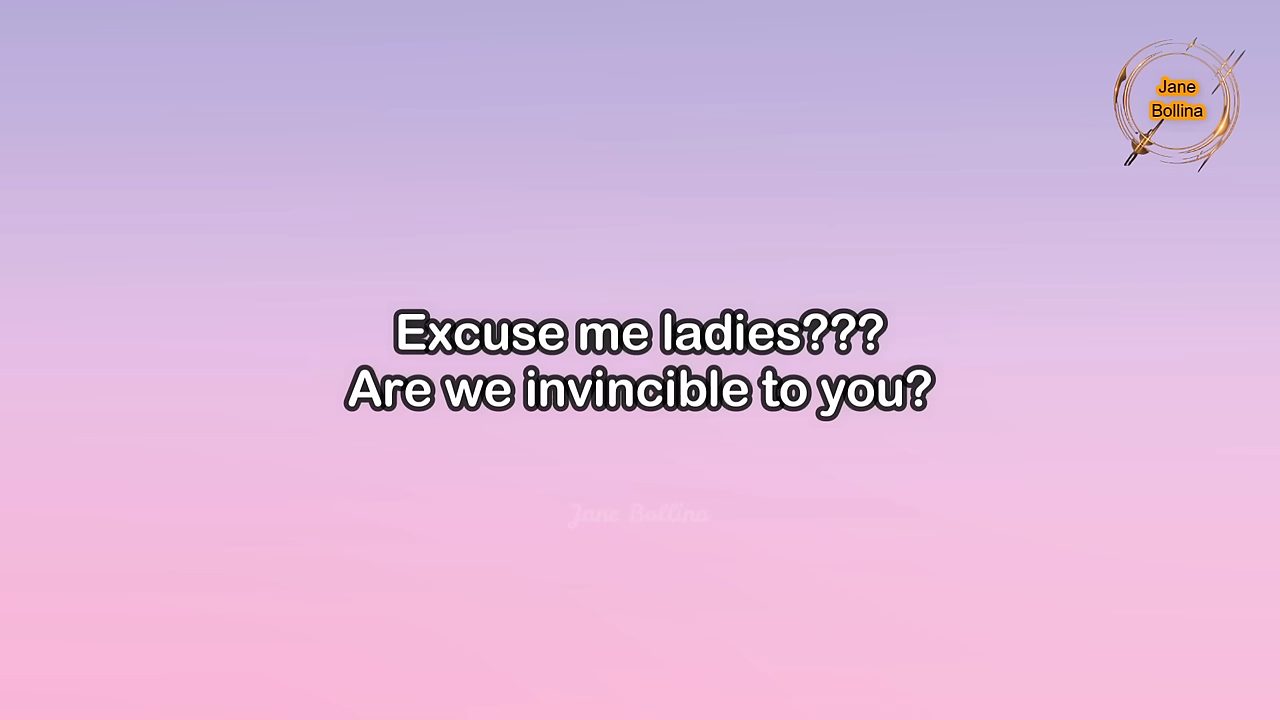 Jane
Bollina
Excuse me ladies???
Are we invincible to you?
Jane Bollina